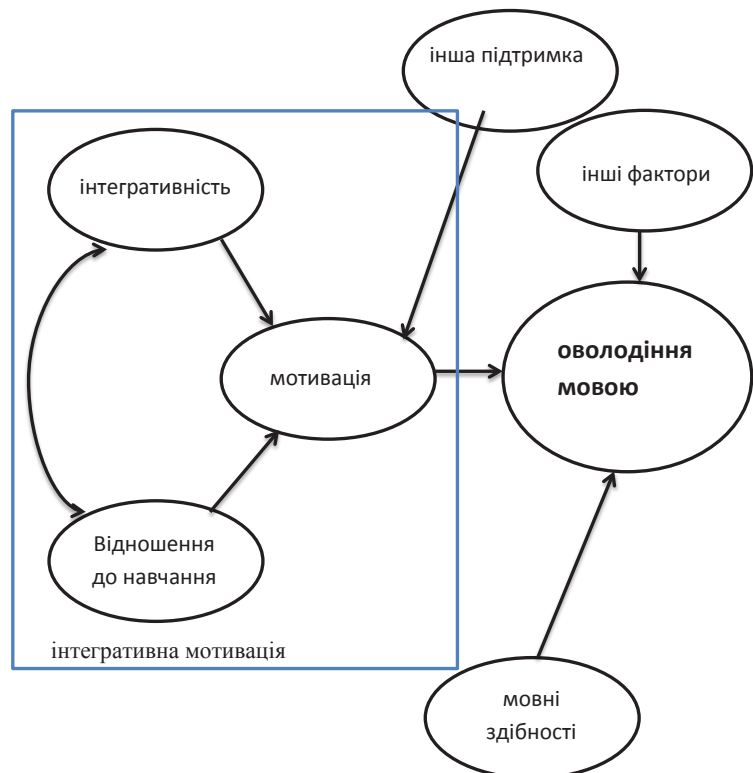 інша підтримка
інші фактори
інтегративність
мотивація
оволодіння
мовою
Відношення
до навчання
інтегративна мотивація
мовні
здібності